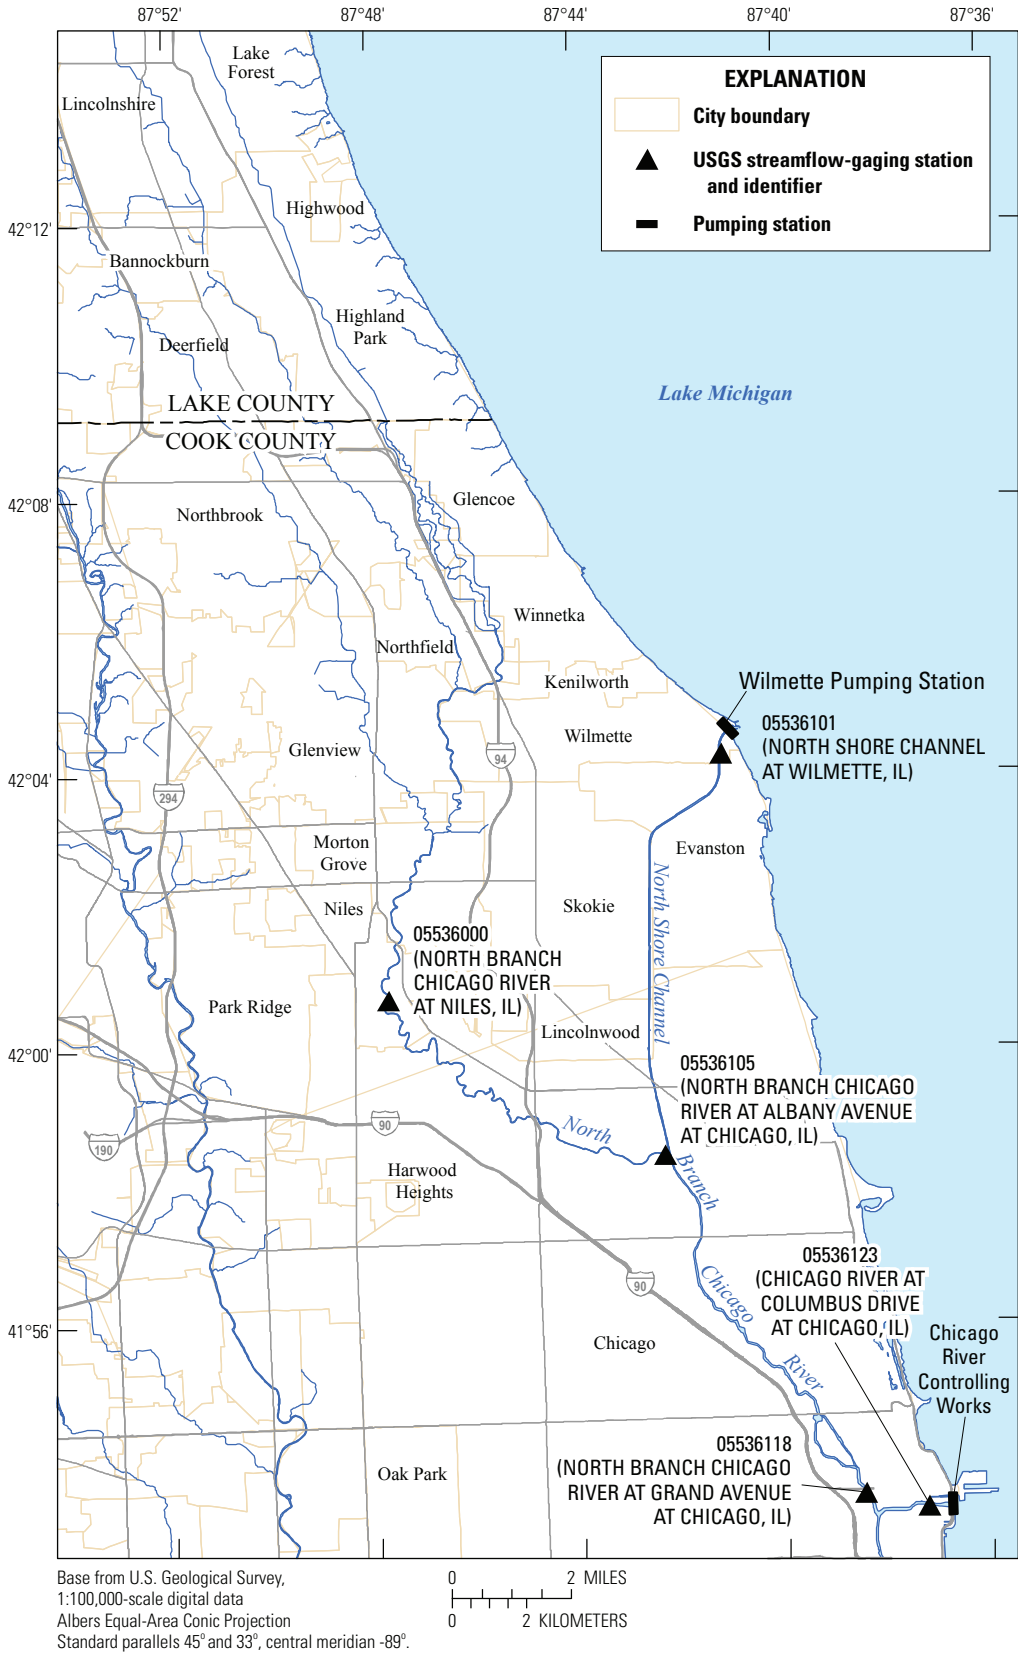 87°52'
87°48'
87°44'
87°40'
87°36'
42°12'
42°08'
42°04'
42°00'
41°56'
EXPLANATION
City boundary
USGS streamflow-gaging station
and identifier
Pumping station
Lake
Forest
Lincolnshire
Highwood
Bannockburn
Highland
Park
Deerfield
Lake Michigan
LAKE COUNTY
COOK COUNTY
Glencoe
Northbrook
Winnetka
Northfield
Kenilworth
Wilmette Pumping Station
05536101
(NORTH SHORE CHANNEL
AT WILMETTE, IL)
Wilmette
Glenview
94
294
Morton
Grove
Evanston
Niles
Skokie
North Shore Channel
05536000
(NORTH BRANCH
CHICAGO RIVER
AT NILES, IL)
Park Ridge
Lincolnwood
05536105
(NORTH BRANCH CHICAGO
RIVER AT ALBANY AVENUE
AT CHICAGO, IL)
90
190
North
Branch
Chicago
River
Harwood
Heights
05536123
(CHICAGO RIVER AT
COLUMBUS DRIVE
AT CHICAGO, IL)
90
Chicago
Chicago
River
Controlling
Works
05536118
(NORTH BRANCH CHICAGO
RIVER AT GRAND AVENUE
AT CHICAGO, IL)
Oak Park
Base from U.S. Geological Survey,
1:100,000-scale digital data
Albers Equal-Area Conic Projection
Standard parallels 45° and 33°, central meridian -89°.
0 2 MILES
0 2 KILOMETERS